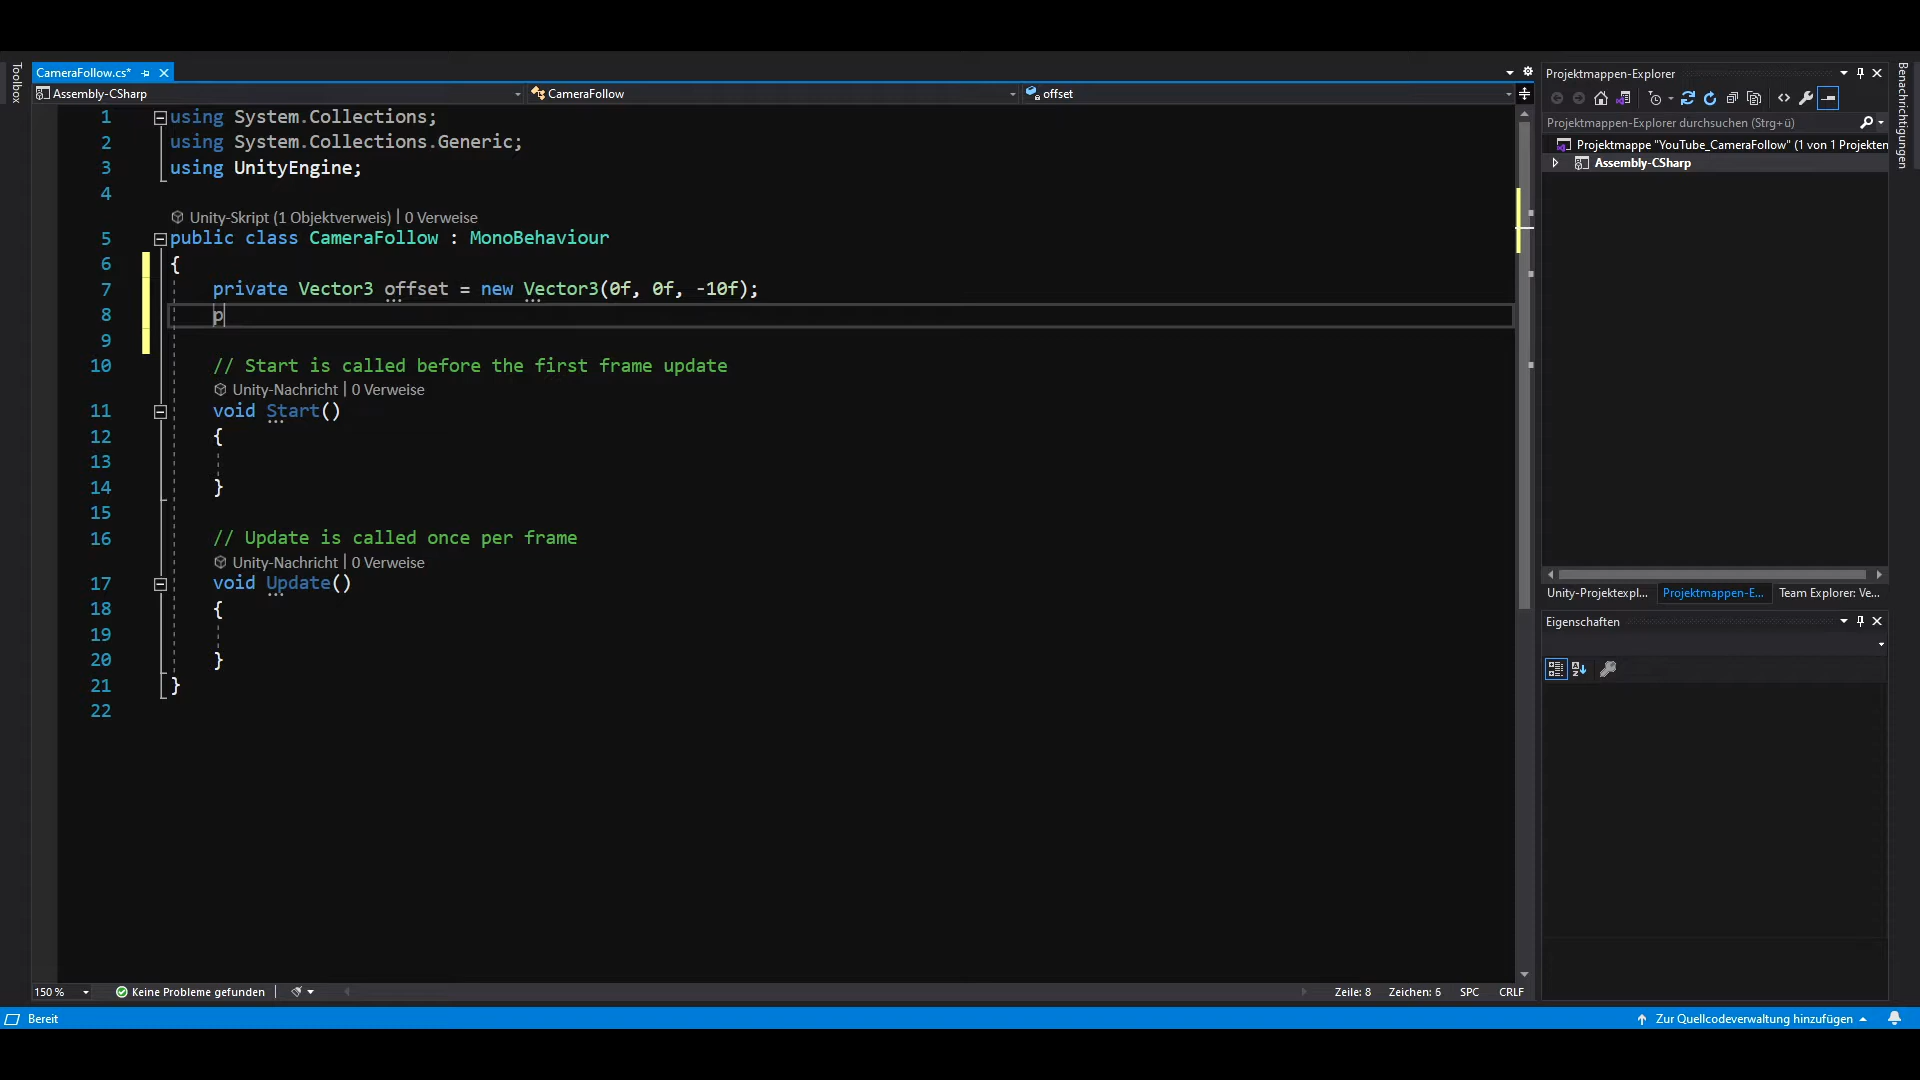 Toolbox
CameraFollow.cs*
Assembly-CSharp
CameraFollow
offset
1 using System.Collections;
2 using System.Collections.Generic;
3 using UnityEngine;
4
Unity-Skript (1 Objektverweis) | 0 Verweise
5 public class CameraFollow : MonoBehaviour
6 {
7 private Vector3 offset = new Vector3(0f, 0f, -10f);
8 p
9
10 // Start is called before the first frame update
Unity-Nachricht | 0 Verweise
11 void Start()
12 {
13
14 }
15
16 // Update is called once per frame
Unity-Nachricht | 0 Verweise
17 void Update()
18 {
19
20 }
21 }
22
150 %
Keine Probleme gefunden
Zeile: 8 Zeichen: 6 SPC CRLF
Projektmappen-Explorer
Projektmappen-Explorer durchsuchen (Strg+ü)
Projektmappe "YouTube_CameraFollow" (1 von 1 Projekten
Assembly-CSharp
Unity-Projektexpl... Projektmappen-E... Team Explorer: Ve...
Eigenschaften
Benachrichtigungen
Bereit
Zur Quellcodeverwaltung hinzufügen